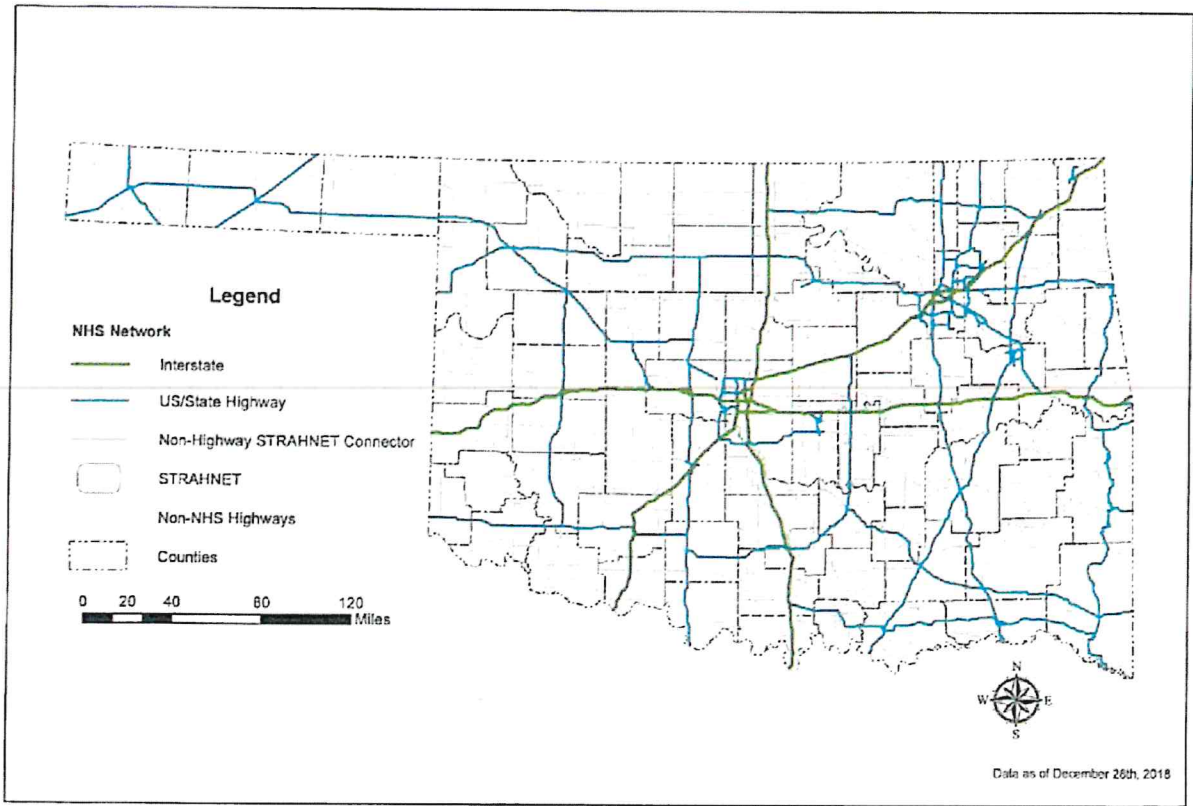 Legend
NHS Network
Interstate
US/State Highway
Non-Highway STRAHNET Connector
STRAHNET
Non-NHS Highways
Counties
0 20 40 80 120
Miles
N
W E
S
Data as of December 28th, 2018